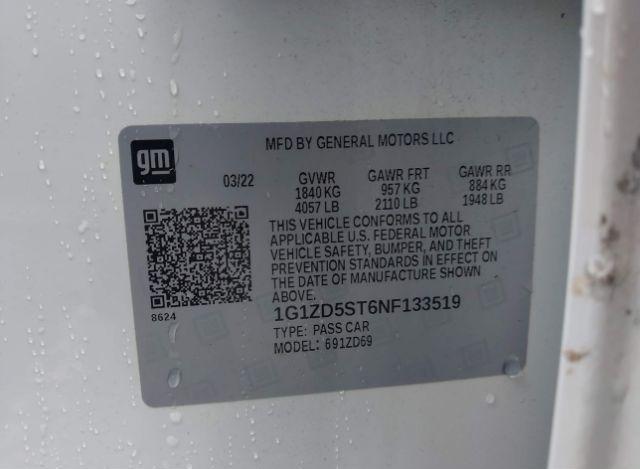 gm
MFD BY GENERAL MOTORS LLC
03/22 GVWR GAWR FRT GAWR RR
1840 KG 957 KG 884 KG
4057 LB 2110 LB 1948 LB
THIS VEHICLE CONFORMS TO ALL
APPLICABLE U.S. FEDERAL MOTOR
VEHICLE SAFETY, BUMPER, AND THEFT
PREVENTION STANDARDS IN EFFECT ON
THE DATE OF MANUFACTURE SHOWN
ABOVE.
8624
1G1ZD5ST6NF133519
TYPE: PASS CAR
MODEL: 691ZD69